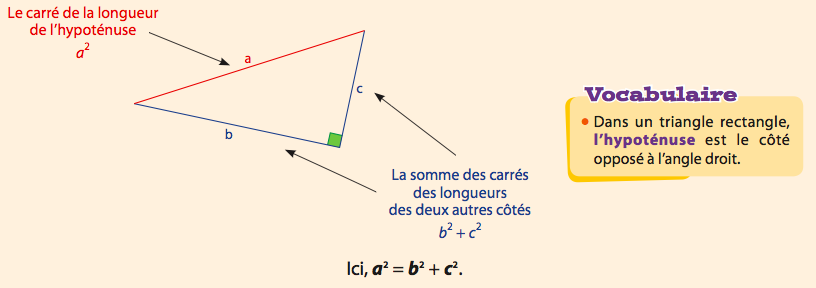 Le carré de la longueur
de l'hypoténuse
a²
a
c
b
La somme des carrés
des longueurs
des deux autres côtés
b² + c²
Ici, a² = b² + c².
Vocabulaire
• Dans un triangle rectangle,
l'hypoténuse est le côté
opposé à l'angle droit.